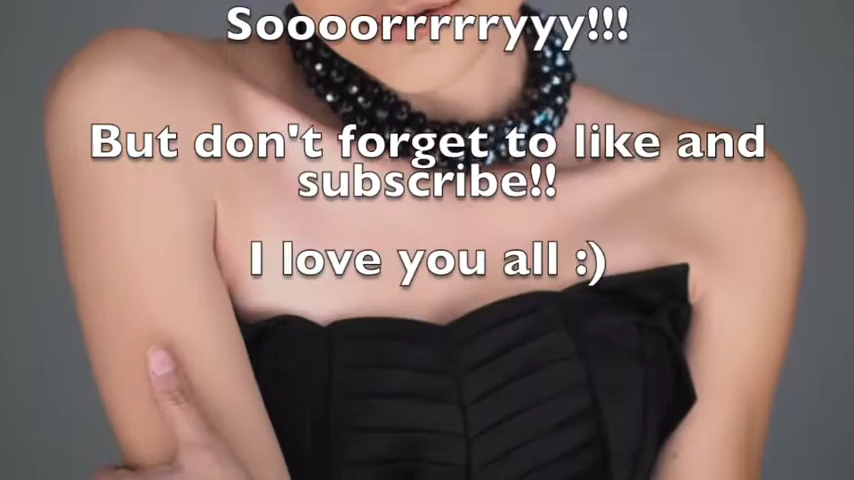 Soooorrrrryyy!!!
But don't forget to like and
subscribe!!
I love you all :)